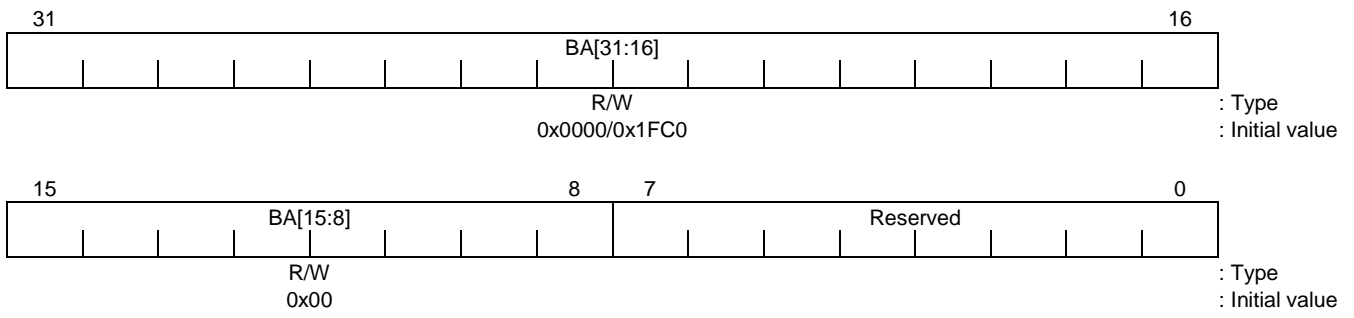 31 16
BA[31:16]
R/W : Type
0x0000/0x1FC0 : Initial value
15 8 7 0
BA[15:8] Reserved
R/W : Type
0x00 : Initial value